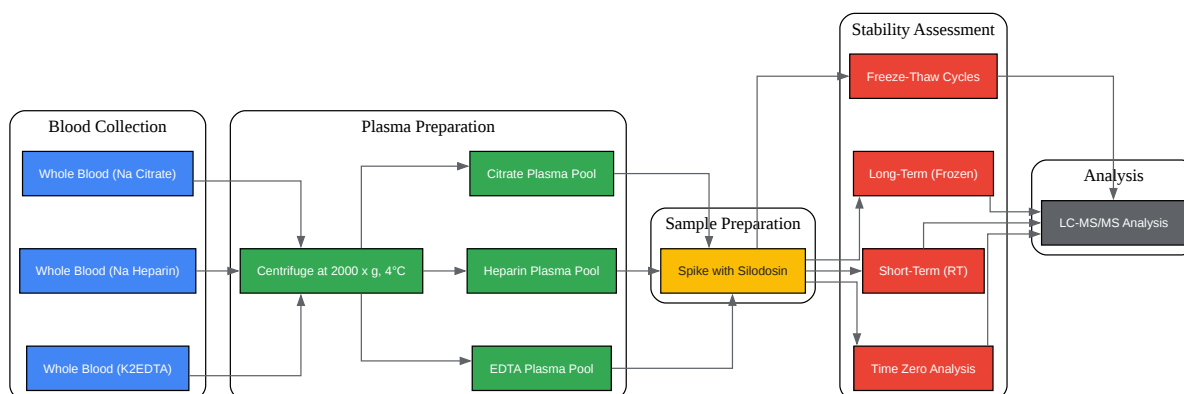 Blood Collection
Whole Blood (Na Citrate)
Whole Blood (Na Heparin)
Whole Blood (K2EDTA)
Plasma Preparation
Centrifuge at 2000 x g, 4°C
Citrate Plasma Pool
Heparin Plasma Pool
EDTA Plasma Pool
Sample Preparation
Spike with Silodosin
Stability Assessment
Freeze-Thaw Cycles
Long-Term (Frozen)
Short-Term (RT)
Time Zero Analysis
Analysis
LC-MS/MS Analysis